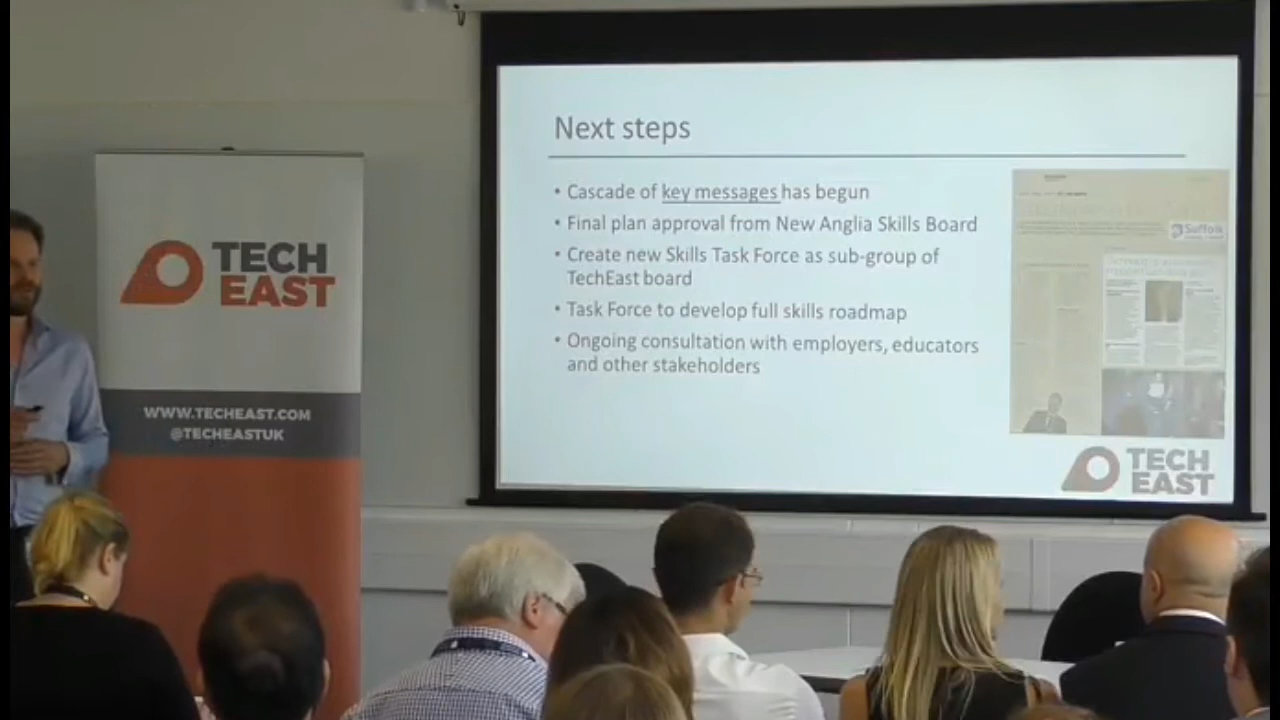 TECH
EAST
WWW.TECHEAST.COM
@TECHEASTUK
Next steps
• Cascade of key messages has begun
• Final plan approval from New Anglia Skills Board
• Create new Skills Task Force as sub-group of
TechEast board
• Task Force to develop full skills roadmap
• Ongoing consultation with employers, educators
and other stakeholders
Suffolk
TECH
EAST